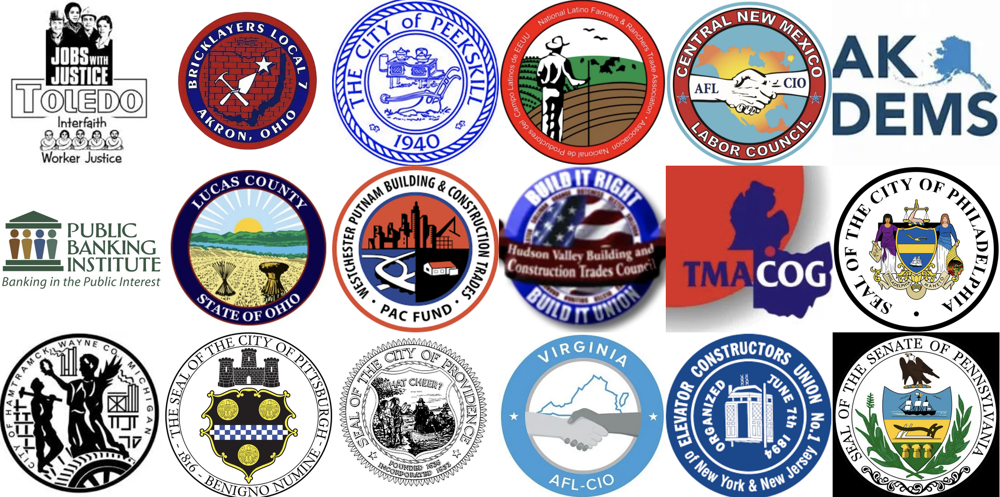 JOBS WITH
JUSTICE
TOLEDO
Interfaith
Worker Justice
BRICKLAYERS LOCAL 7
AKRON, OHIO
THE CITY of PEEKSKILL
1940
National Latino Farmers & Ranchers Trade Association • Associacion Nacional de Productores del Campo Latinos de EEUU
CENTRAL NEW MEXICO
AFL CIO
LABOR COUNCIL
AK
DEMS
PUBLIC
BANKING
INSTITUTE
Banking in the Public Interest
LUCAS COUNTY
STATE OF OHIO
WESTCHESTER PUTNAM BUILDING & CONSTRUCTION TRADES
• PAC FUND •
BUILD IT RIGHT
Hudson Valley Building and
Construction Trades Council
BUILD IT UNION
TMACOG
SEAL OF THE CITY OF PHILADELPHIA
PHILADELPHIA MANETO
CITY OF HAMTRAMCK, WAYNE CO. MICHIGAN
THE SEAL OF THE CITY OF PITTSBURGH
- 1816 - BENIGNO NUMINE -
SEAL OF THE CITY OF PROVIDENCE
WHAT CHEER?
FOUNDED 1636
INCORPORATED 1832
VIRGINIA
AFL-CIO
ELEVATOR CONSTRUCTORS UNION No.1
of New York & New Jersey
ORGANIZED
JUNE 7th 1894
SEAL OF THE SENATE OF PENNSYLVANIA